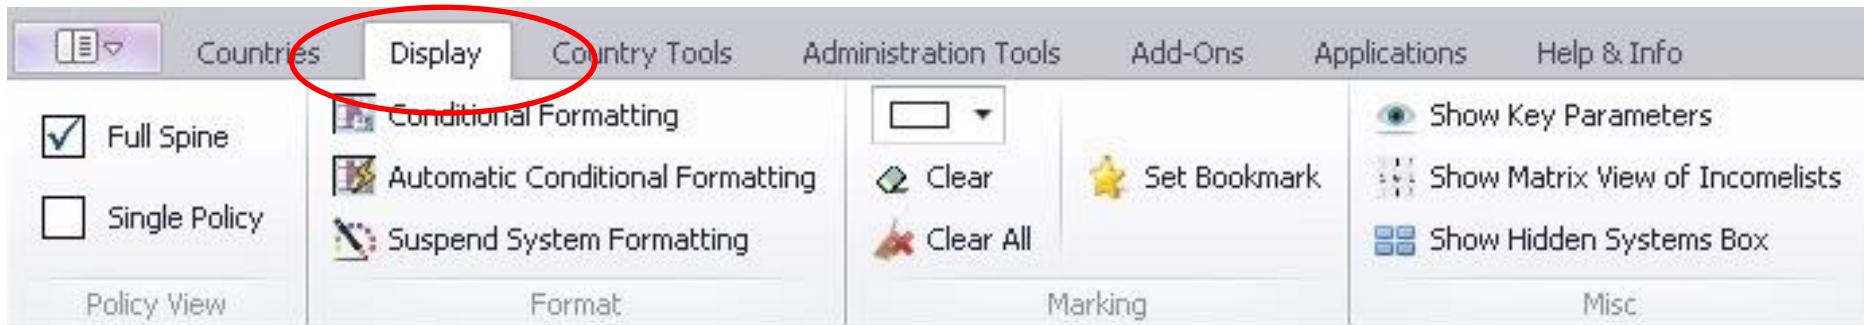 Countries Display Country Tools Administration Tools Add-Ons Applications Help & Info
Full Spine
Single Policy
Policy View
Conditional Formatting
Automatic Conditional Formatting
Suspend System Formatting
Format
Clear
Clear All
Set Bookmark
Marking
Show Key Parameters
Show Matrix View of Incomelists
Show Hidden Systems Box
Misc